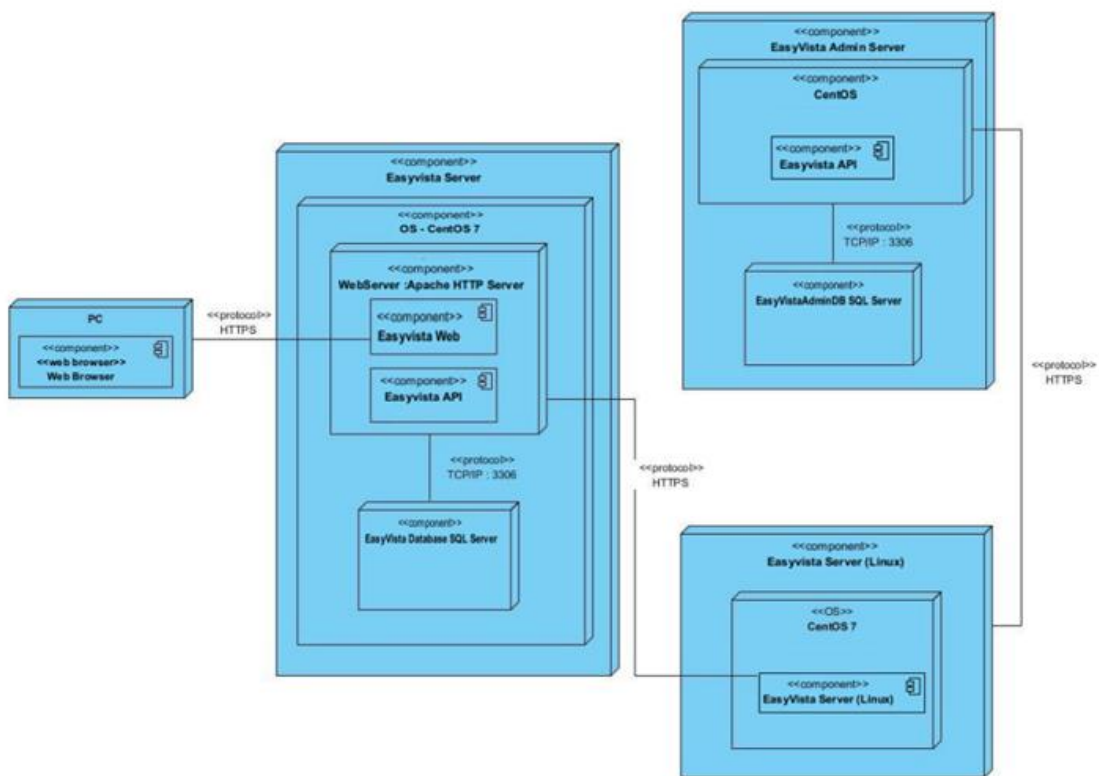 <<component>>
EasyVista Admin Server
<<component>>
CentOS
<<component>>
Easyvista API
<<protocol>>
TCP/IP : 3306
<<component>>
EasyVistaAdminDB SQL Server
<<component>>
Easyvista Server
<<component>>
OS - CentOS 7
<<component>>
WebServer :Apache HTTP Server
<<component>>
Easyvista Web
<<component>>
Easyvista API
<<protocol>>
TCP/IP : 3306
<<component>>
EasyVista Database SQL Server
PC
<<component>>
<<web browser>>
Web Browser
<<protocol>>
HTTPS
<<protocol>>
HTTPS
<<protocol>>
HTTPS
<<component>>
Easyvista Server (Linux)
<<OS>>
CentOS 7
<<component>>
EasyVista Server (Linux)